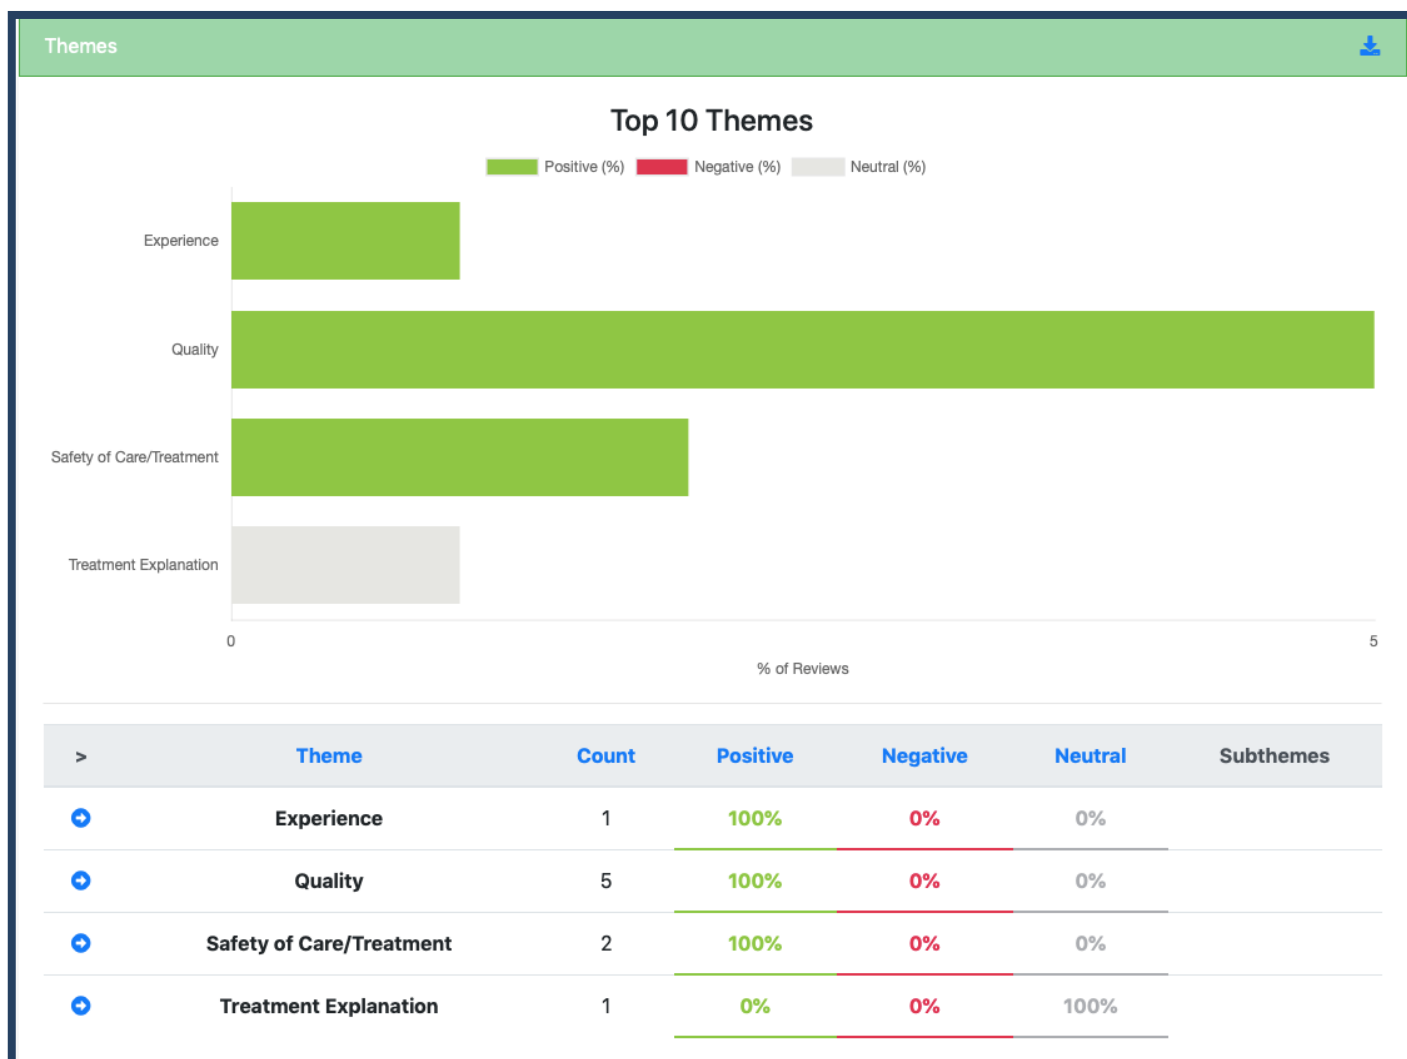 Themes
Top 10 Themes
Positive (%) Negative (%) Neutral (%)
Experience
Quality
Safety of Care/Treatment
Treatment Explanation
0 5
% of Reviews
> Theme Count Positive Negative Neutral Subthemes
Experience 1 100% 0% 0%
Quality 5 100% 0% 0%
Safety of Care/Treatment 2 100% 0% 0%
Treatment Explanation 1 0% 0% 100%